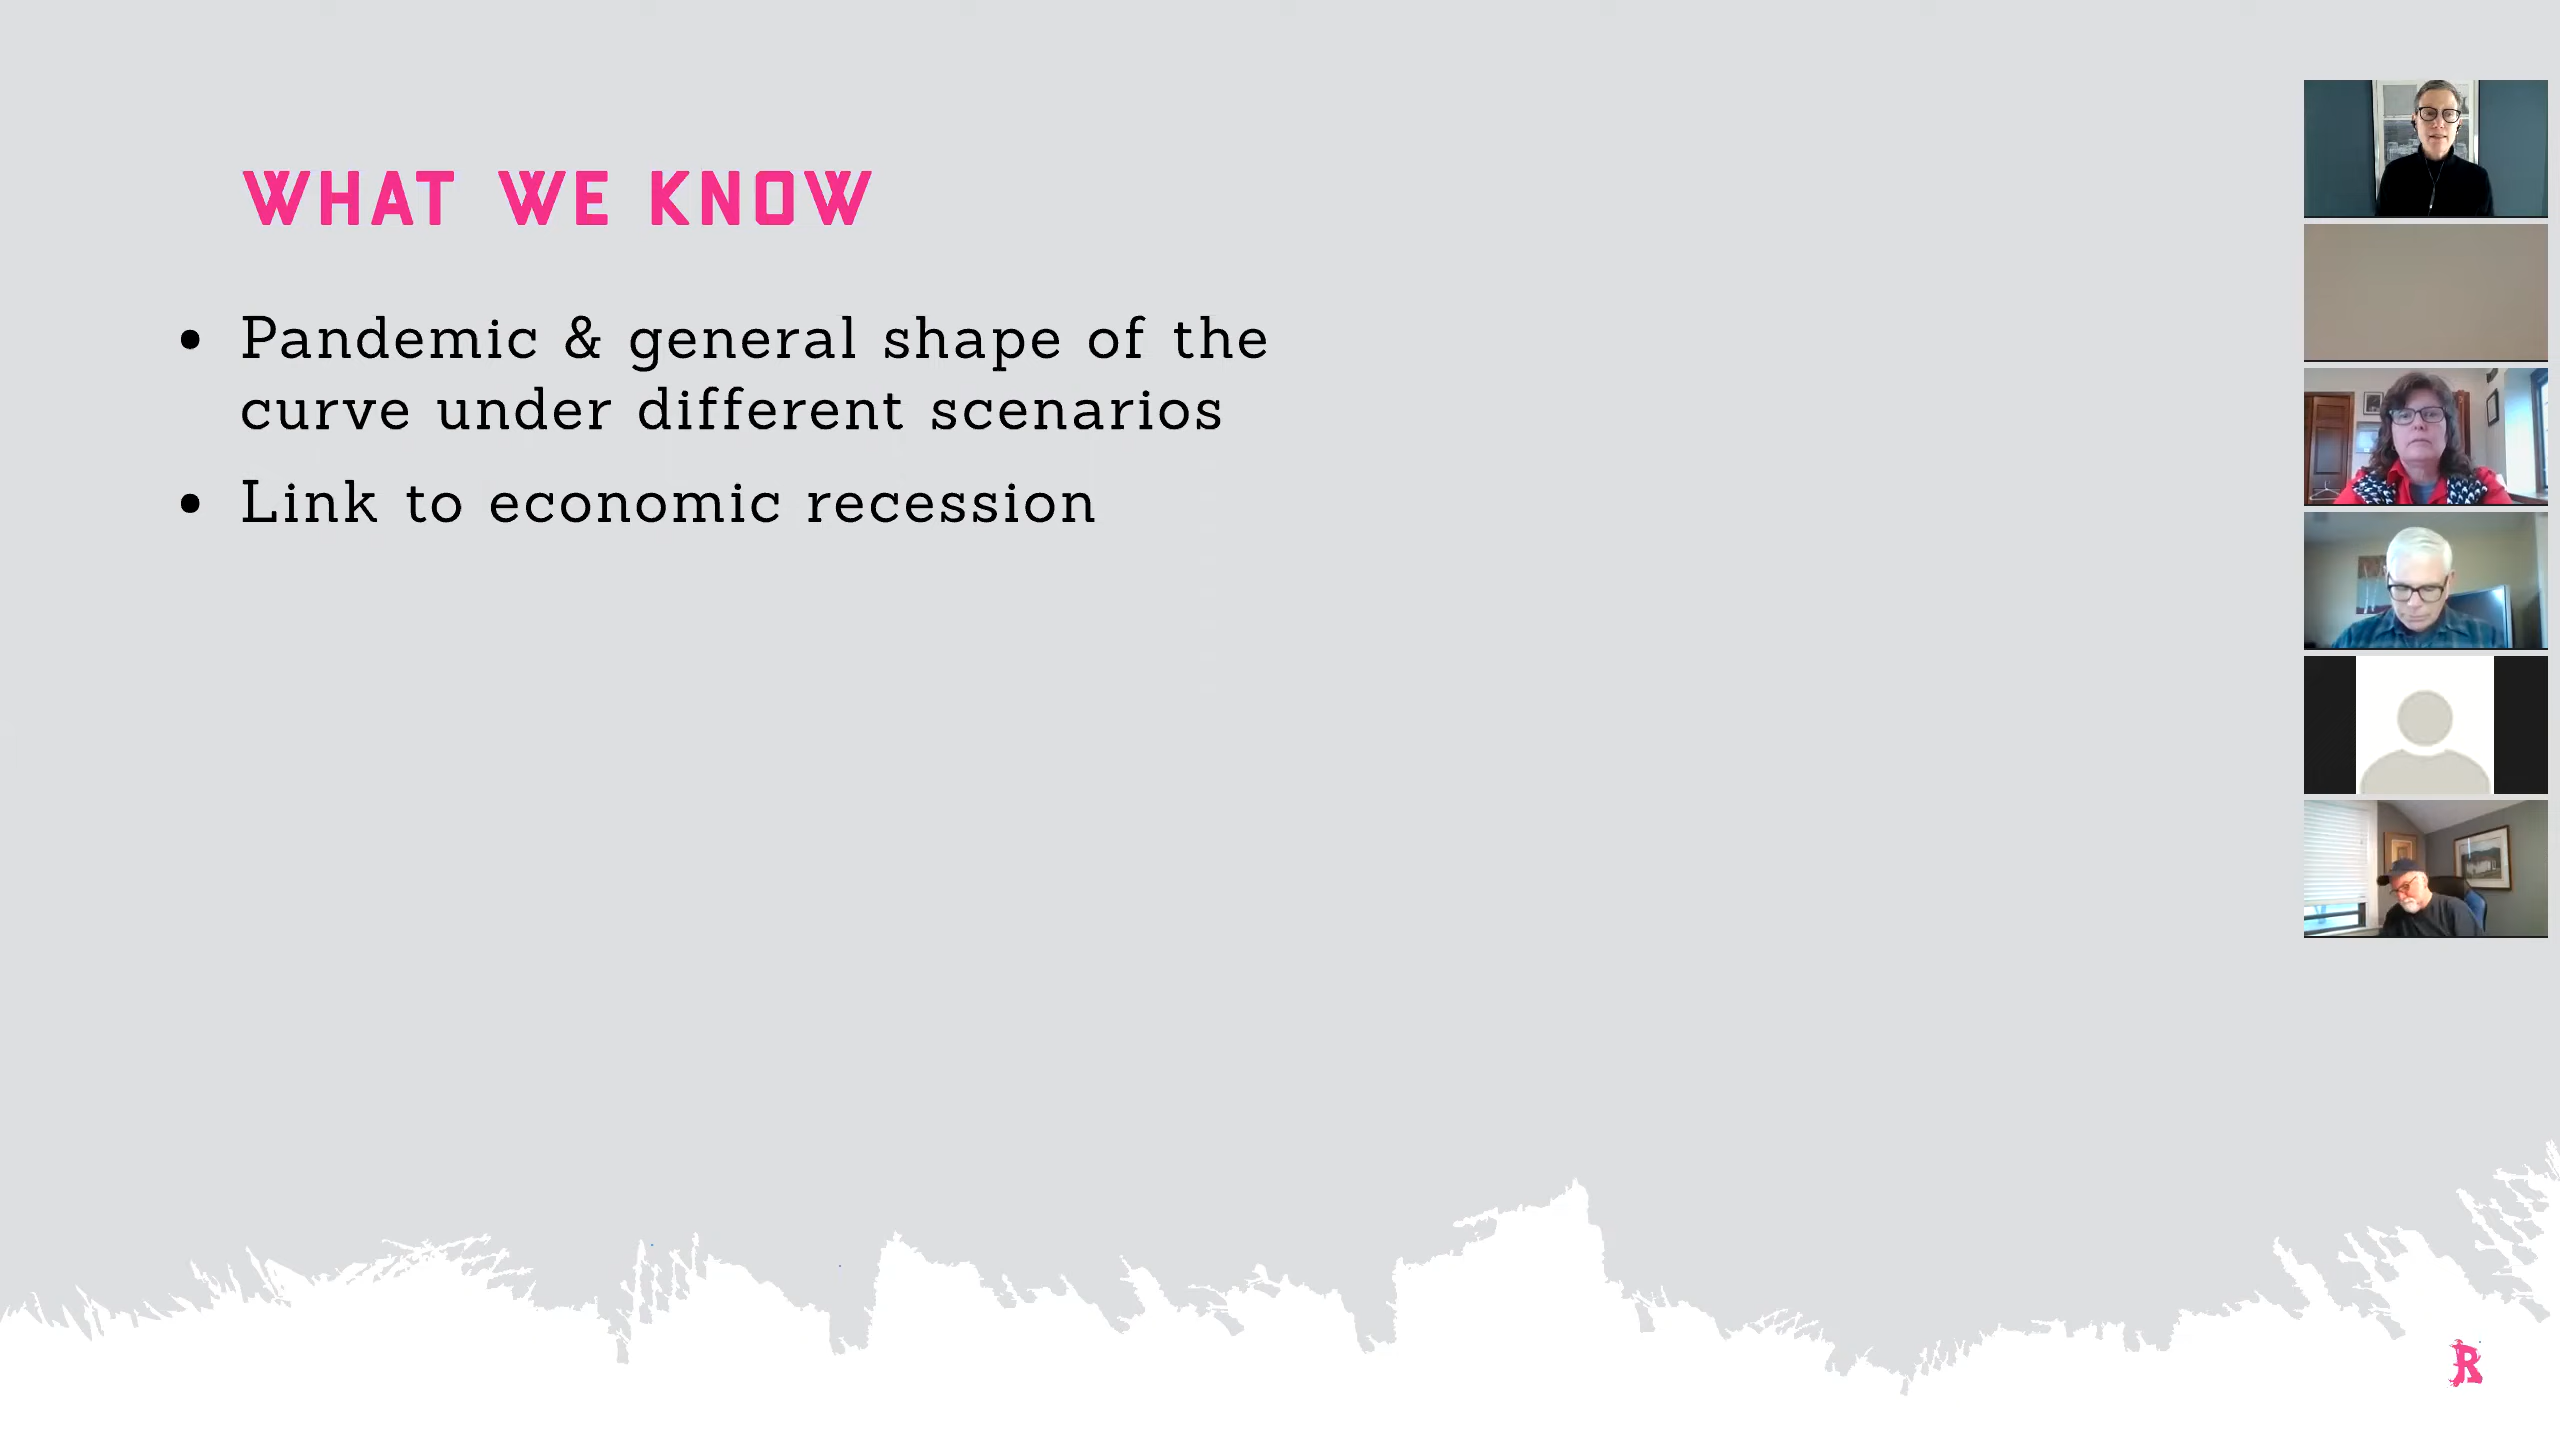 WHAT WE KNOW
• Pandemic & general shape of the
curve under different scenarios
• Link to economic recession
R